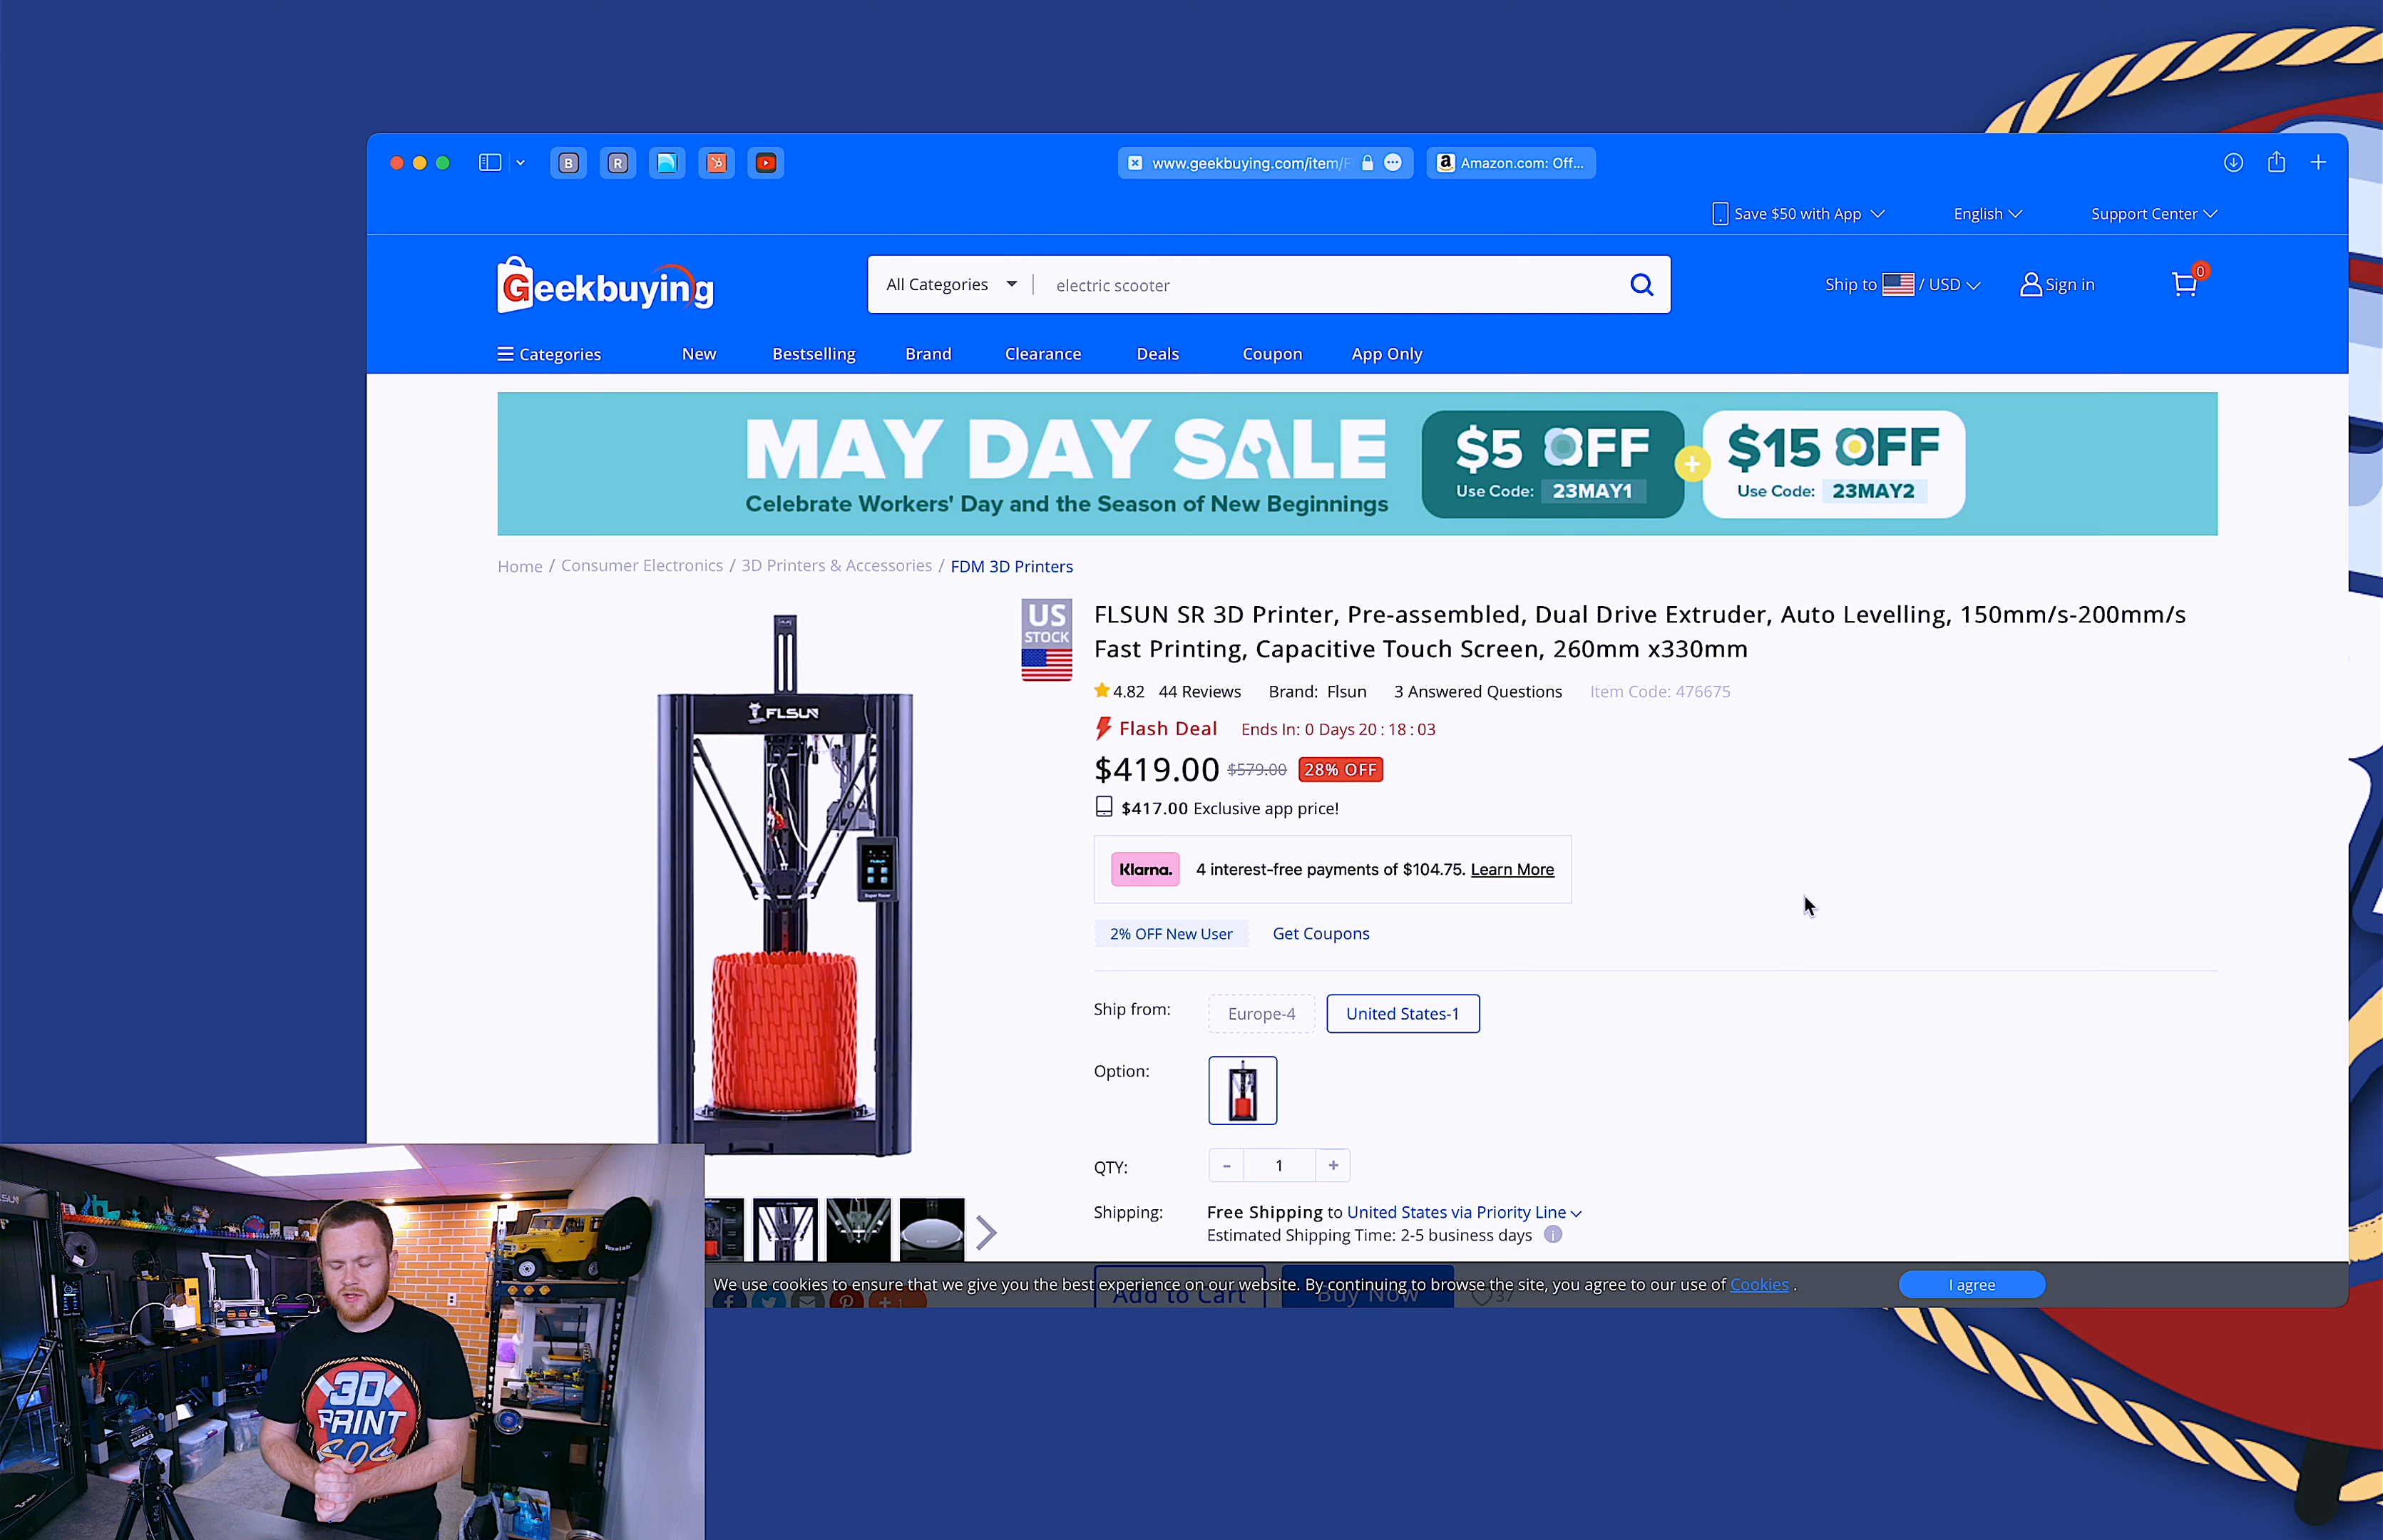 B
R
www.geekbuying.com/item/F
Amazon.com: Off...
Save $50 with App
English
Support Center
Geekbuying
All Categories
electric scooter
Ship to
/ USD
Sign in
0
Categories
New
Bestselling
Brand
Clearance
Deals
Coupon
App Only
MAY DAY SALE
Celebrate Workers' Day and the Season of New Beginnings
$5 OFF
Use Code: 23MAY1
+
$15 OFF
Use Code: 23MAY2
Home / Consumer Electronics / 3D Printers & Accessories / FDM 3D Printers
FLSUN
US
STOCK
FLSUN SR 3D Printer, Pre-assembled, Dual Drive Extruder, Auto Levelling, 150mm/s-200mm/s
Fast Printing, Capacitive Touch Screen, 260mm x330mm
4.82 44 Reviews Brand: Flsun 3 Answered Questions Item Code: 476675
Flash Deal Ends In: 0 Days 20 : 18 : 03
$419.00 $579.00 28% OFF
$417.00 Exclusive app price!
Klarna. 4 interest-free payments of $104.75. Learn More
2% OFF New User Get Coupons
Ship from: Europe-4 United States-1
Option:
QTY: - 1 +
Shipping: Free Shipping to United States via Priority Line
Estimated Shipping Time: 2-5 business days
We use cookies to ensure that we give you the best experience on our website. By continuing to browse the site, you agree to our use of Cookies .
I agree
Add to Cart
Buy Now
37
3D
PRINT
SOS